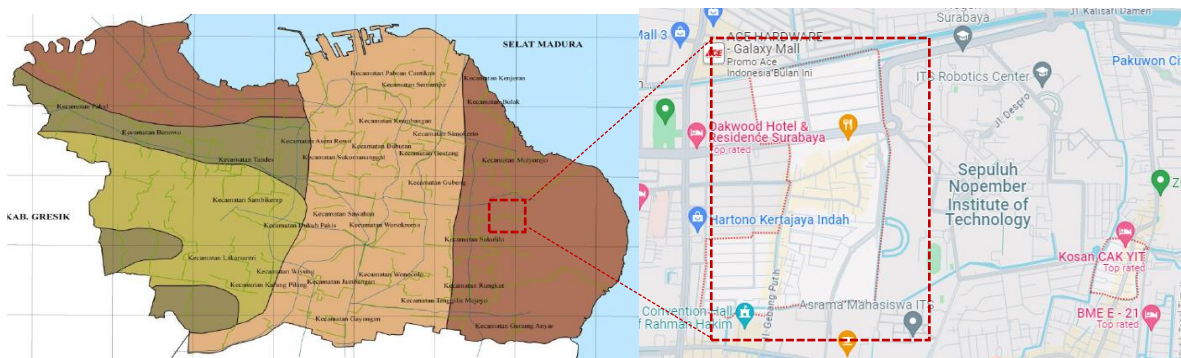 SELAT MADURA
Kecamatan Pabean Cantikan
Kecamatan Kenjeran
Kecamatan Semampir
Kecamatan Bulak
Kecamatan Pakal
Kecamatan Krembangan
Kecamatan Benowo
Kecamatan Simokerto
Kecamatan Asem Rowo
Kecamatan Bubutan
Kecamatan Tandes
Kecamatan Sukomanunggal
Kecamatan Genteng
Kecamatan Mulyorejo
Kecamatan Gubeng
Kecamatan Sambikerep
KAB. GRESIK
Kecamatan Sawahan
Kecamatan Dukuh Pakis
Kecamatan Wonokromo
Kecamatan Sukolilo
Kecamatan Lakarsantri
Kecamatan Wiyung
Kecamatan Wonocolo
Kecamatan Karang Pilang
Kecamatan Jambangan
Kecamatan Rungkut
Kecamatan Tenggilis Mejoyo
Kecamatan Gayungan
Kecamatan Gunung Anyar
Mall 3
ACE HARDWARE
- Galaxy Mall
Promo Ace
Indonesia Bulan Ini
ACE
Surabaya
Jl. Kalisari Damen
ITS Robotics Center
Pakuwon Cit
Jl. Despro
Oakwood Hotel &
Residence Surabaya
Top rated
Sepuluh
Nopember
Institute of
Technology
Hartono Kertajaya Indah
Kosan CAK YIT
Top rated
Jl. Gebang Putih
Asrama Mahasiswa ITS
Convention Hall
f Rahman Hakim
BME E - 21
Top rated